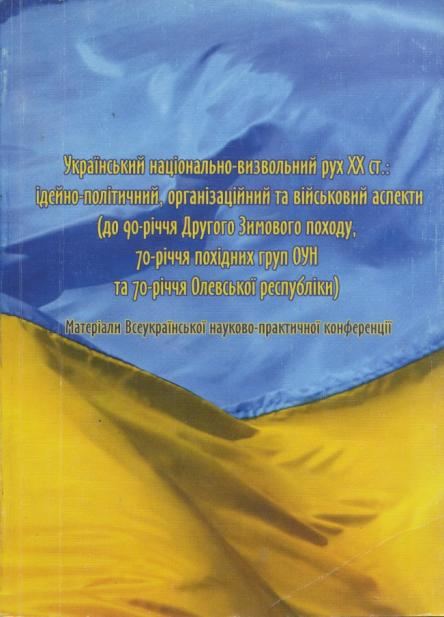 Український національно-визвольний рух XX ст.:
ідейно-політичний, організаційний та військовий аспекти
(до 90-річчя Другого Зимового походу,
70-річчя похідних груп ОУН
та 70-річчя Олевської республіки)
Матеріали Всеукраїнської науково-практичної конференції